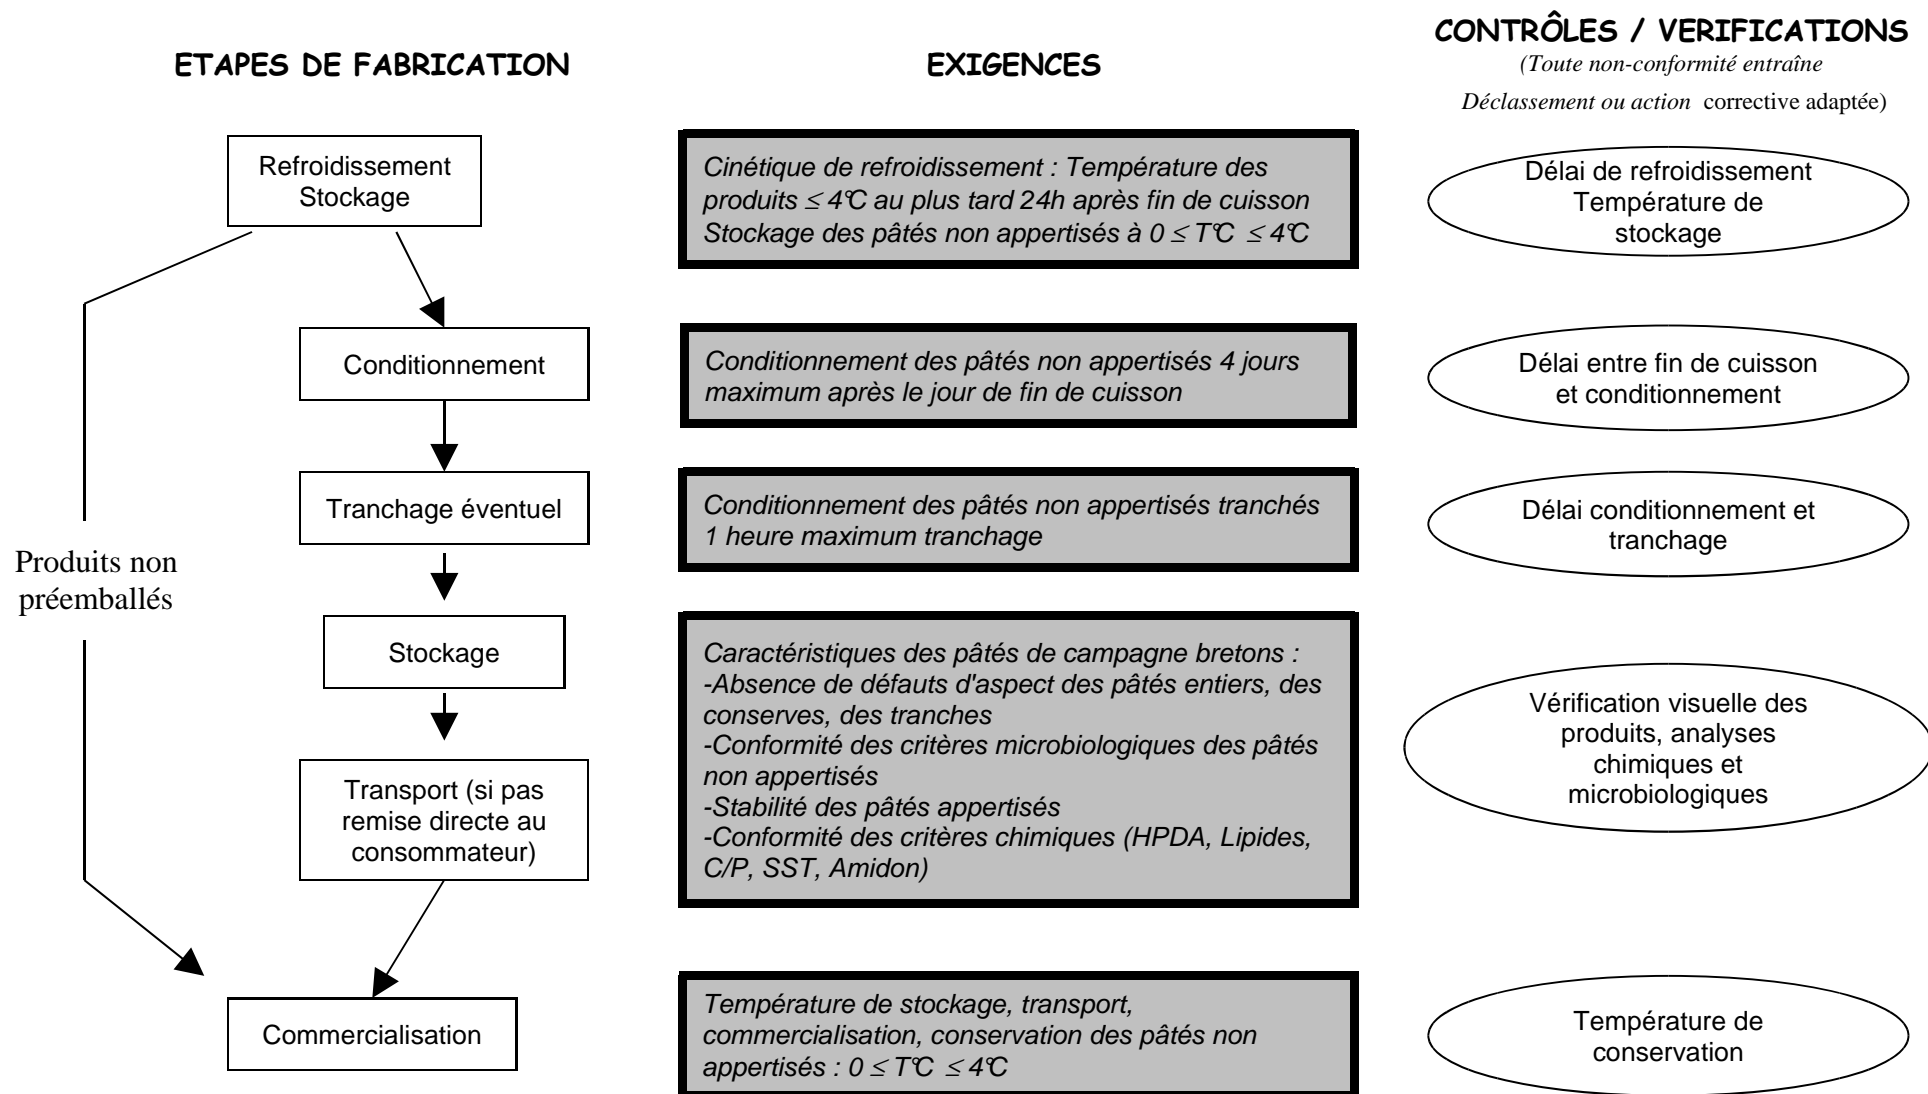 ETAPES DE FABRICATION
EXIGENCES
CONTRÔLES / VERIFICATIONS
(Toute non-conformité entraîne
Déclassement ou action corrective adaptée)
Refroidissement
Stockage
Cinétique de refroidissement : Température des
produits ≤ 4°C au plus tard 24h après fin de cuisson
Stockage des pâtés non appertisés à 0 ≤ T°C ≤ 4°C
Délai de refroidissement
Température de
stockage
Conditionnement
Conditionnement des pâtés non appertisés 4 jours
maximum après le jour de fin de cuisson
Délai entre fin de cuisson
et conditionnement
Tranchage éventuel
Conditionnement des pâtés non appertisés tranchés
1 heure maximum tranchage
Délai conditionnement et
tranchage
Produits non
préemballés
Stockage
Caractéristiques des pâtés de campagne bretons :
-Absence de défauts d'aspect des pâtés entiers, des
conserves, des tranches
-Conformité des critères microbiologiques des pâtés
non appertisés
-Stabilité des pâtés appertisés
-Conformité des critères chimiques (HPDA, Lipides,
C/P, SST, Amidon)
Vérification visuelle des
produits, analyses
chimiques et
microbiologiques
Transport (si pas
remise directe au
consommateur)
Commercialisation
Température de stockage, transport,
commercialisation, conservation des pâtés non
appertisés : 0 ≤ T°C ≤ 4°C
Température de
conservation